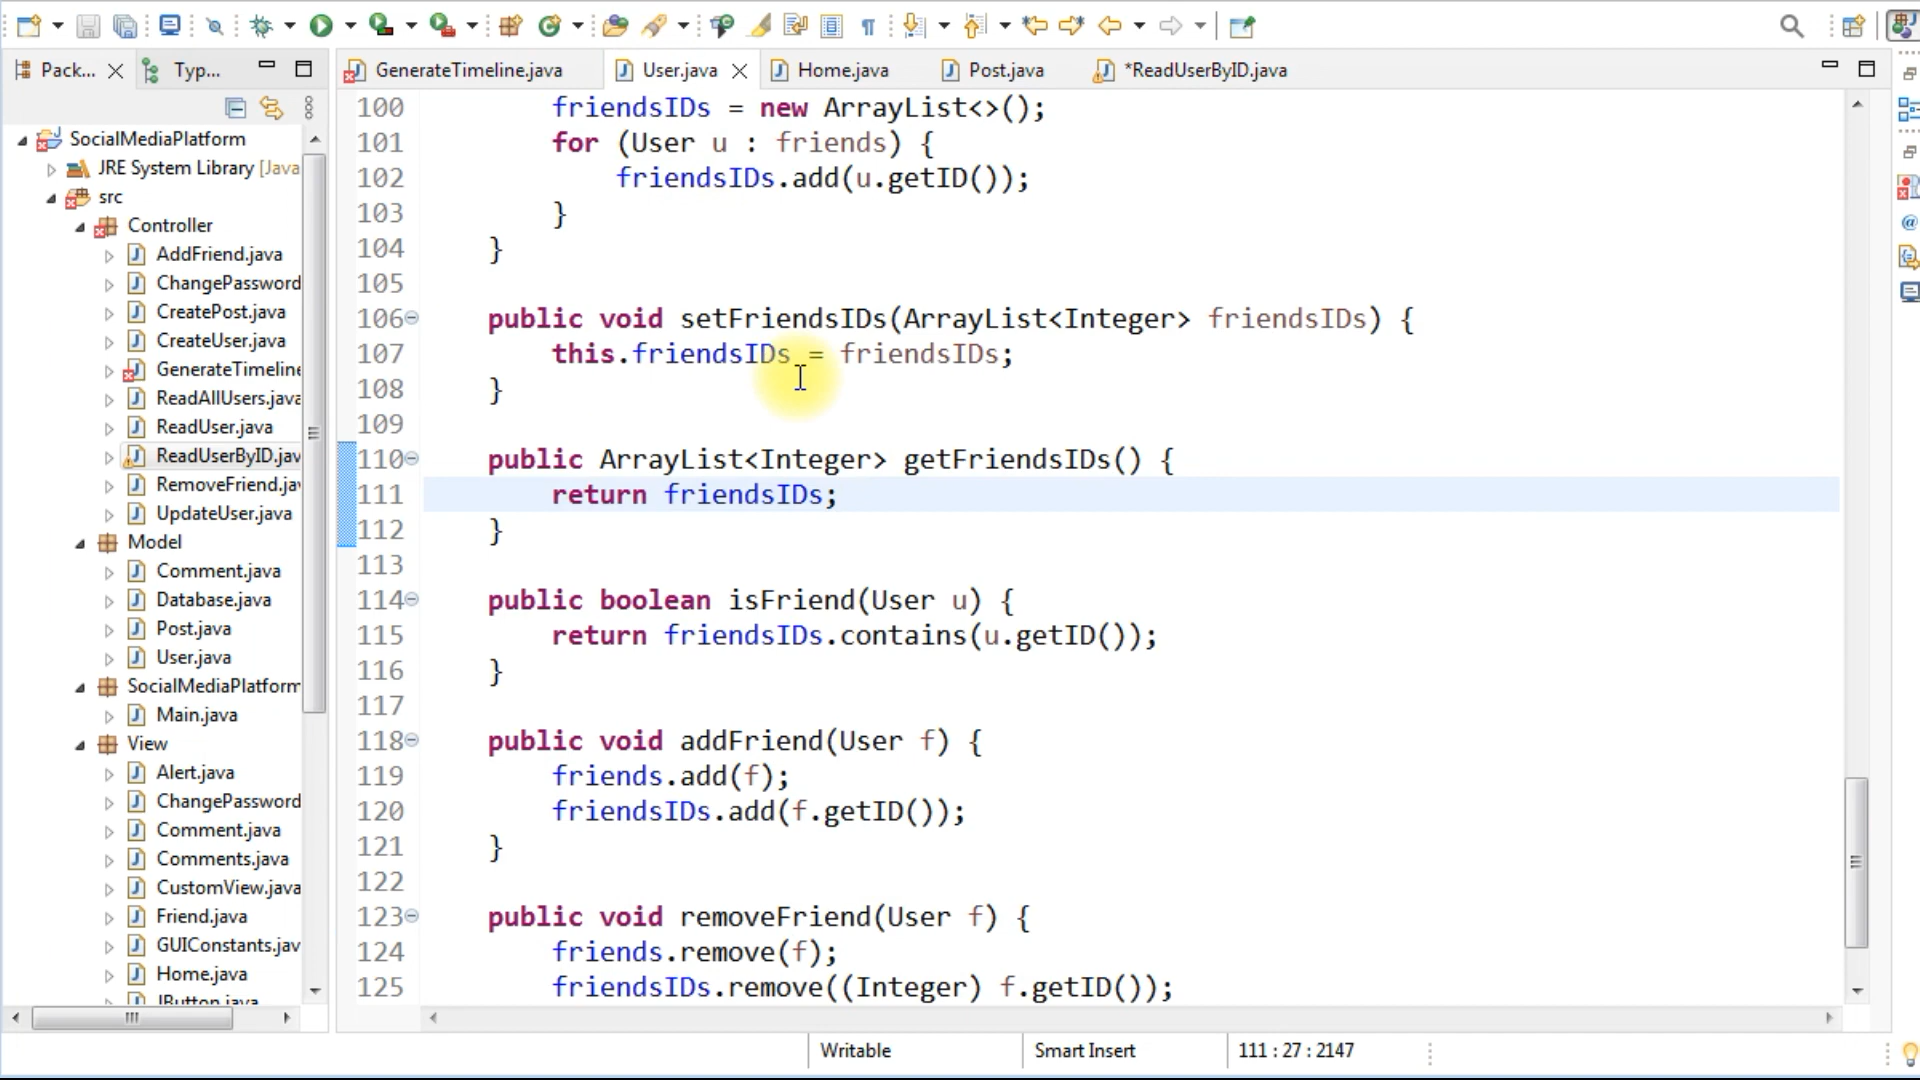 Pack...
Typ...
GenerateTimeline.java
User.java
Home.java
Post.java
*ReadUserByID.java
SocialMediaPlatform
JRE System Library [Java
src
Controller
AddFriend.java
ChangePassword
CreatePost.java
CreateUser.java
GenerateTimeline
ReadAllUsers.java
ReadUser.java
ReadUserByID.jav
RemoveFriend.jav
UpdateUser.java
Model
Comment.java
Database.java
Post.java
User.java
SocialMediaPlatform
Main.java
View
Alert.java
ChangePassword
Comment.java
Comments.java
CustomView.java
Friend.java
GUIConstants.jav
Home.java
JButton.java
100 friendsIDs = new ArrayList<>();
101 for (User u : friends) {
102 friendsIDs.add(u.getID());
103 }
104 }
105
106 public void setFriendsIDs(ArrayList<Integer> friendsIDs) {
107 this.friendsIDs = friendsIDs;
108 }
109
110 public ArrayList<Integer> getFriendsIDs() {
111 return friendsIDs;
112 }
113
114 public boolean isFriend(User u) {
115 return friendsIDs.contains(u.getID());
116 }
117
118 public void addFriend(User f) {
119 friends.add(f);
120 friendsIDs.add(f.getID());
121 }
122
123 public void removeFriend(User f) {
124 friends.remove(f);
125 friendsIDs.remove((Integer) f.getID());
Writable
Smart Insert
111 : 27 : 2147